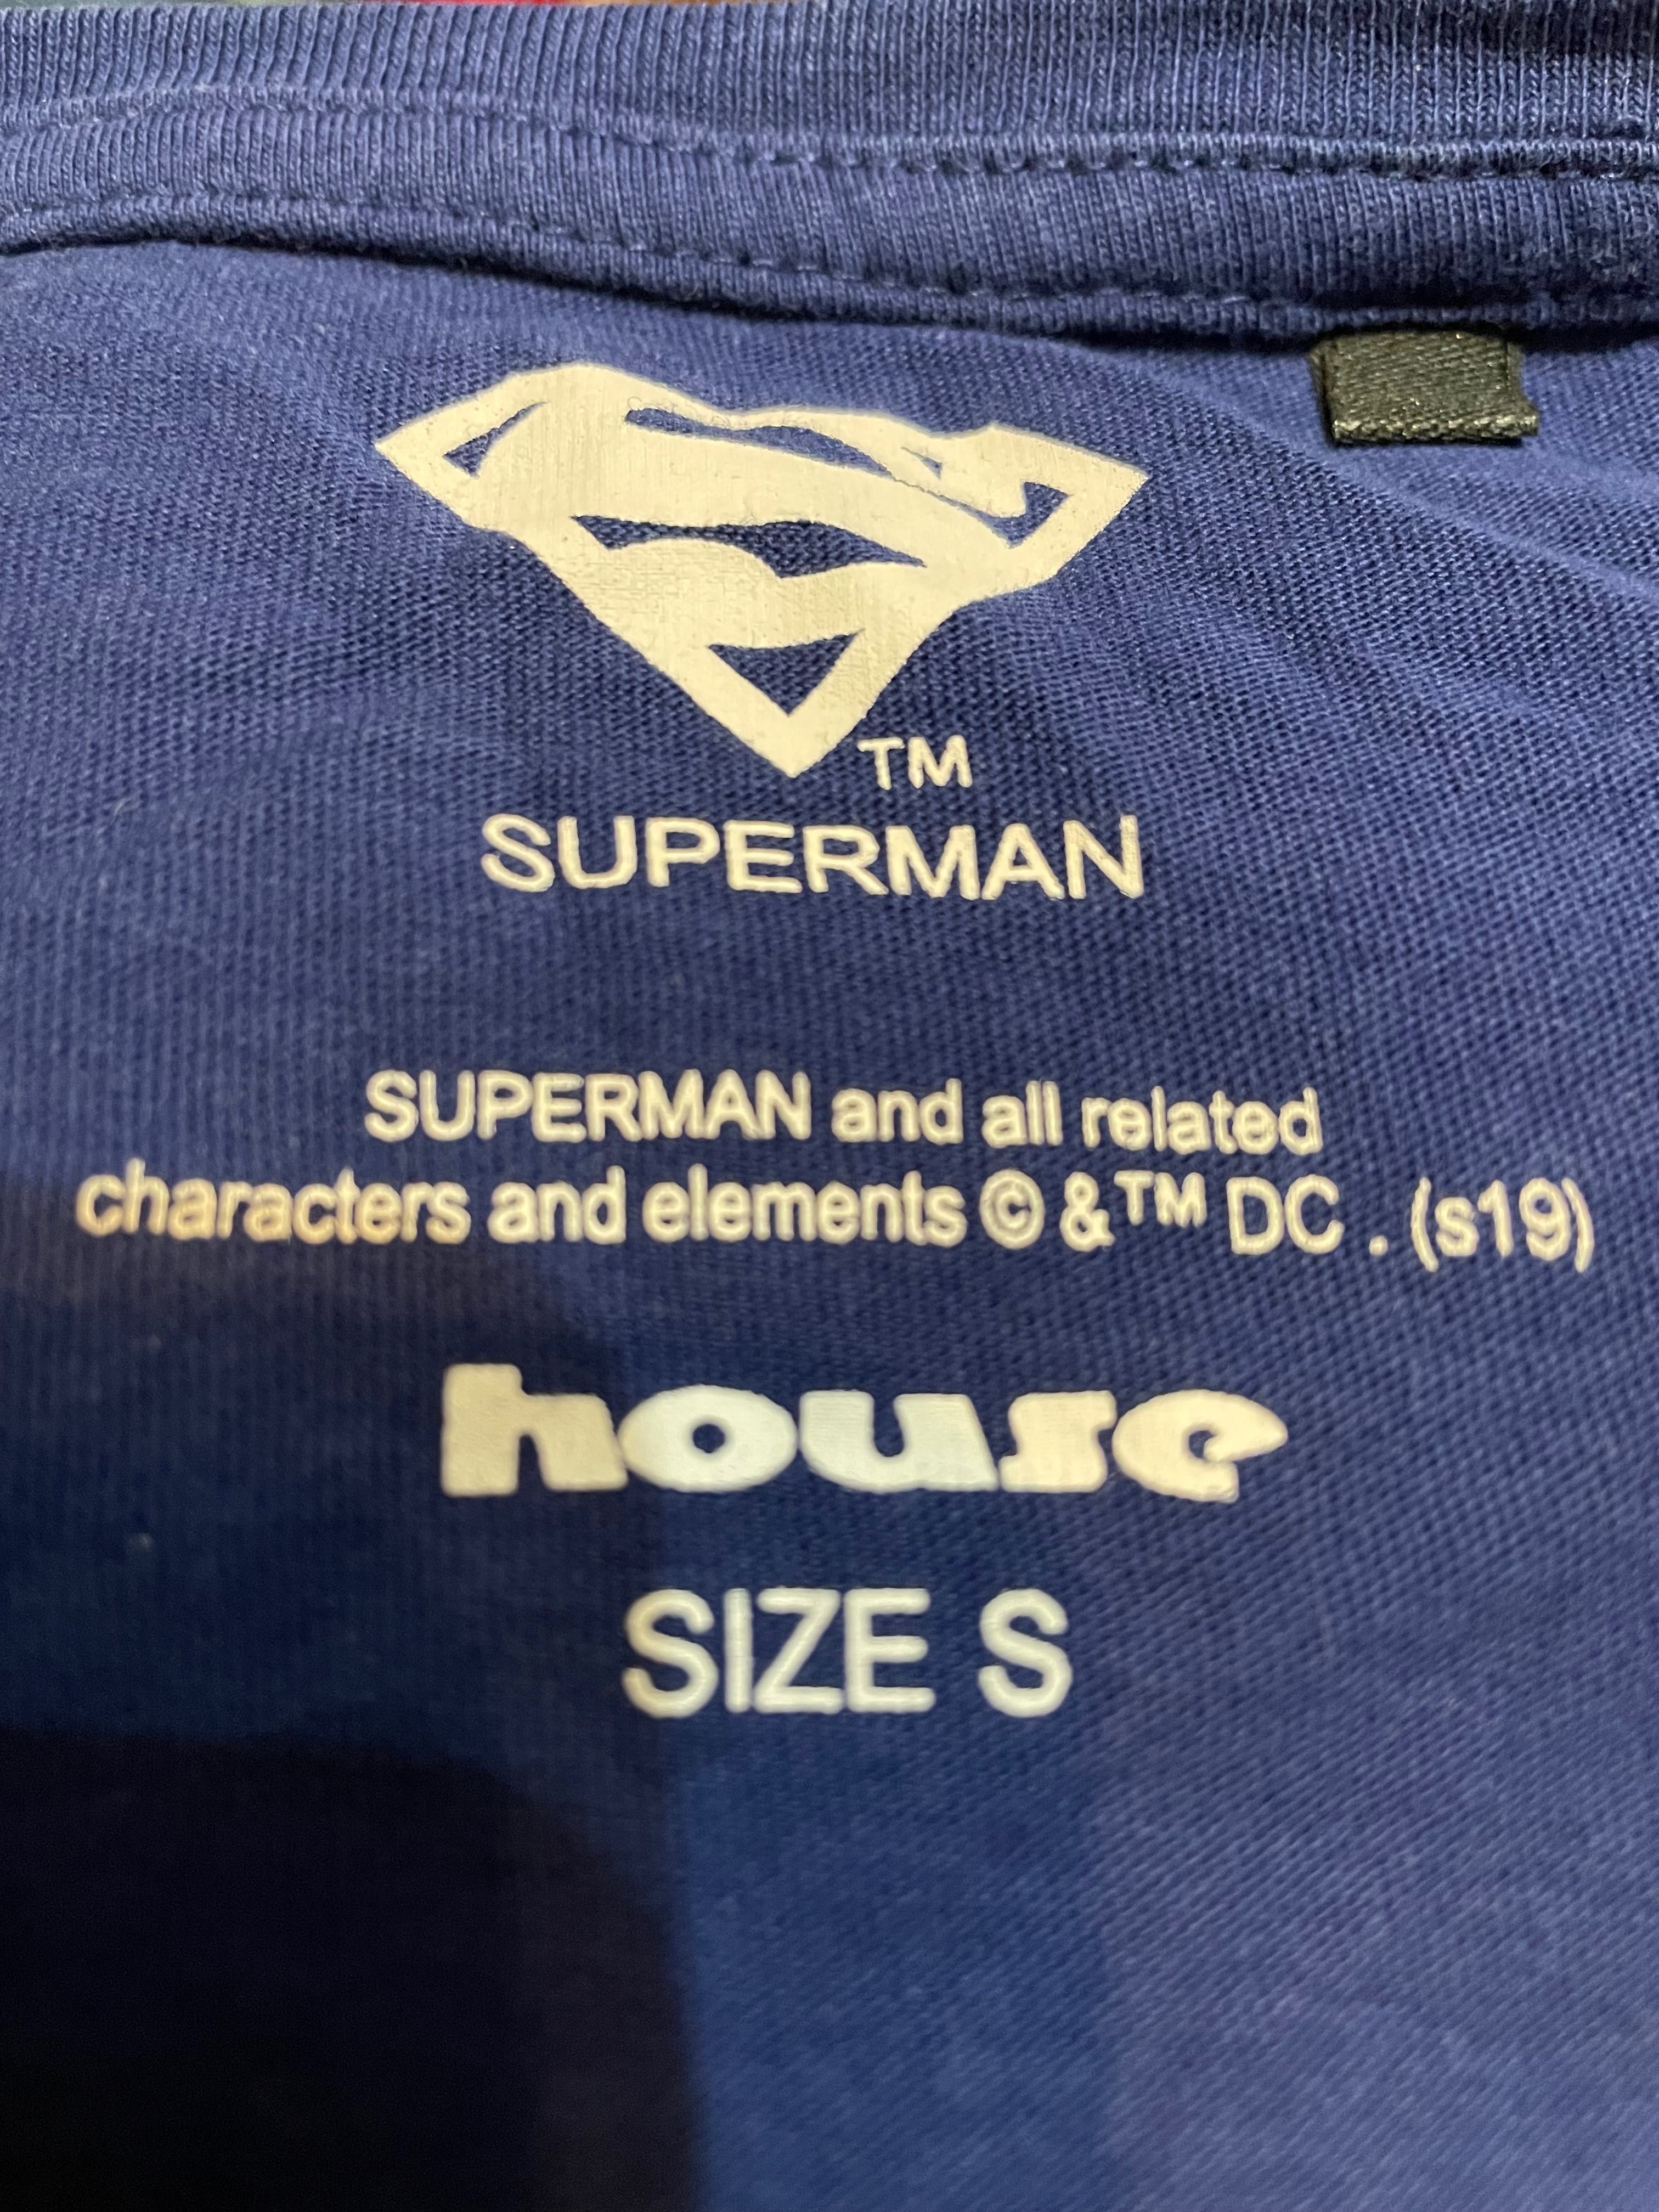 TM
SUPERMAN
SUPERMAN and all related
characters and elements © &™ DC . (s19)
house
SIZE S